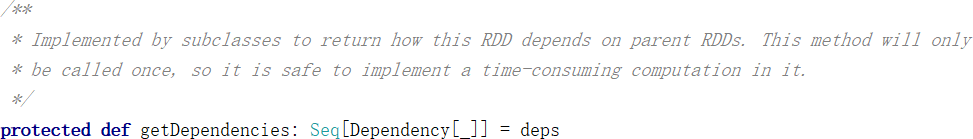 /**
* Implemented by subclasses to return how this RDD depends on parent RDDs. This method will only
* be called once, so it is safe to implement a time-consuming computation in it.
*/
protected def getDependencies: Seq[Dependency[_]] = deps